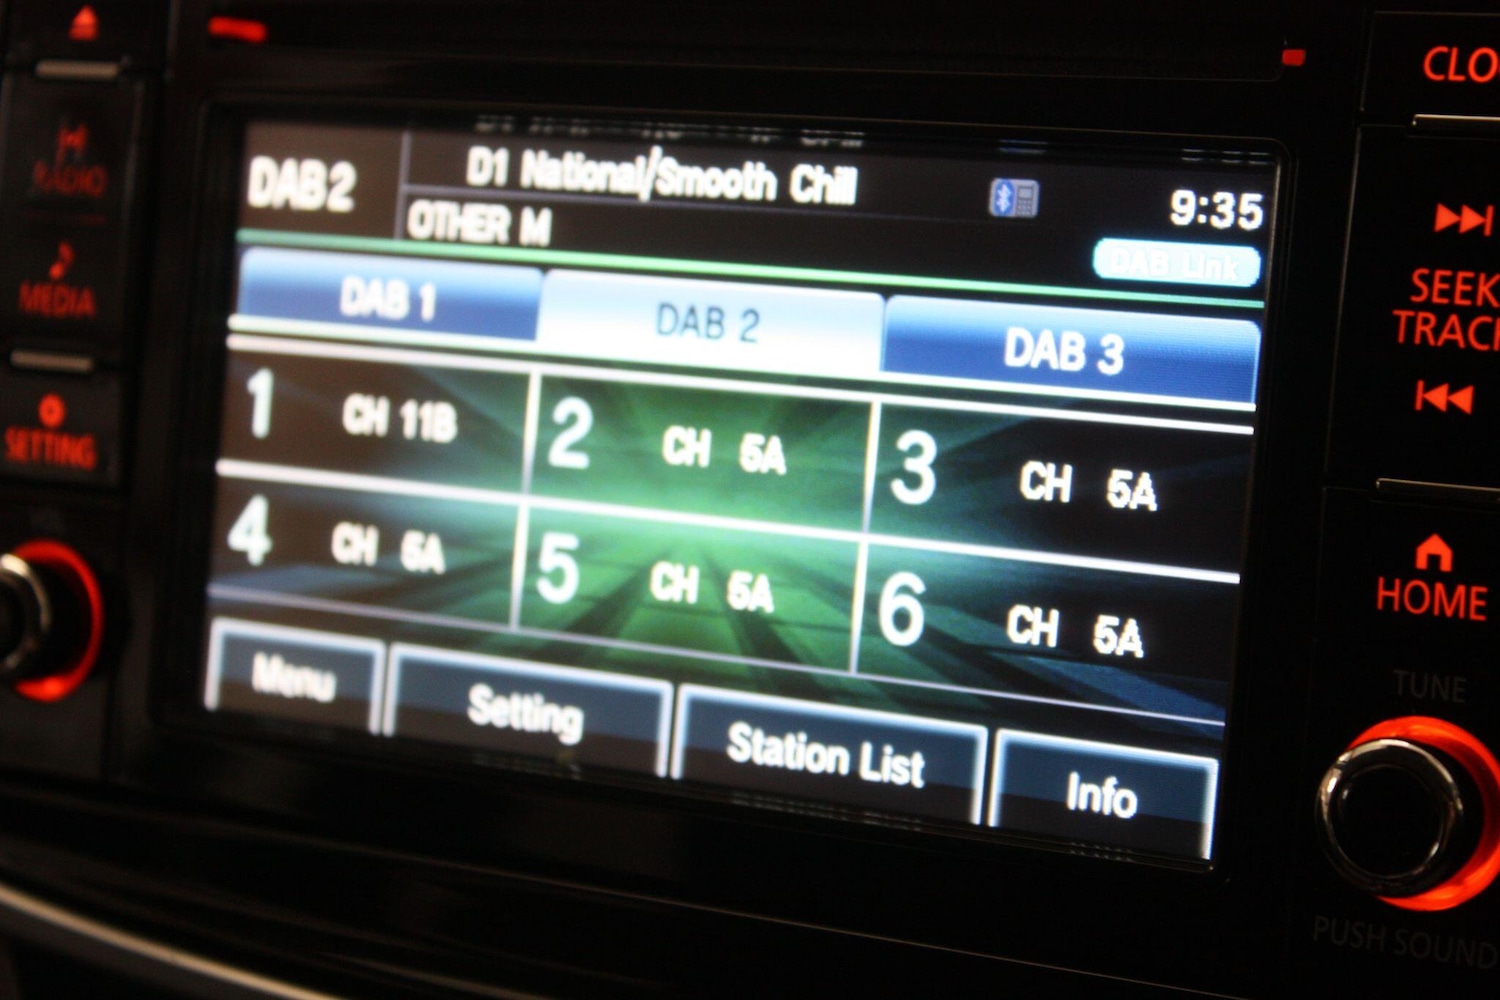 CLO
RADIO
MEDIA
SETTING
DAB2
D1 National/Smooth Chill
OTHER M
9:35
DAB Link
DAB 1
DAB 2
DAB 3
1 CH 11B
2 CH 5A
3 CH 5A
4 CH 5A
5 CH 5A
6 CH 5A
Menu
Setting
Station List
Info
SEEK
TRACK
HOME
TUNE
PUSH SOUND